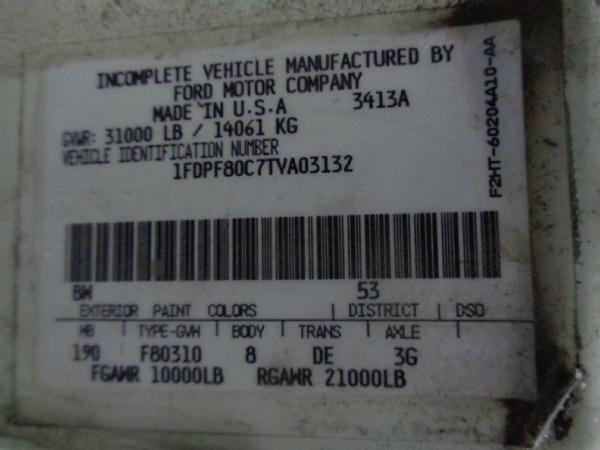 INCOMPLETE VEHICLE MANUFACTURED BY
FORD MOTOR COMPANY
MADE IN U.S.A 3413A
GVWR: 31000 LB / 14061 KG
VEHICLE IDENTIFICATION NUMBER
1FDPF80C7TVA03132
F2HT-60204A10-AA
BW 53
EXTERIOR PAINT COLORS | DISTRICT | DSO
WB | TYPE-GVW | BODY | TRANS | AXLE
190 F80310 8 DE 3G
FGAWR 10000LB RGAWR 21000LB